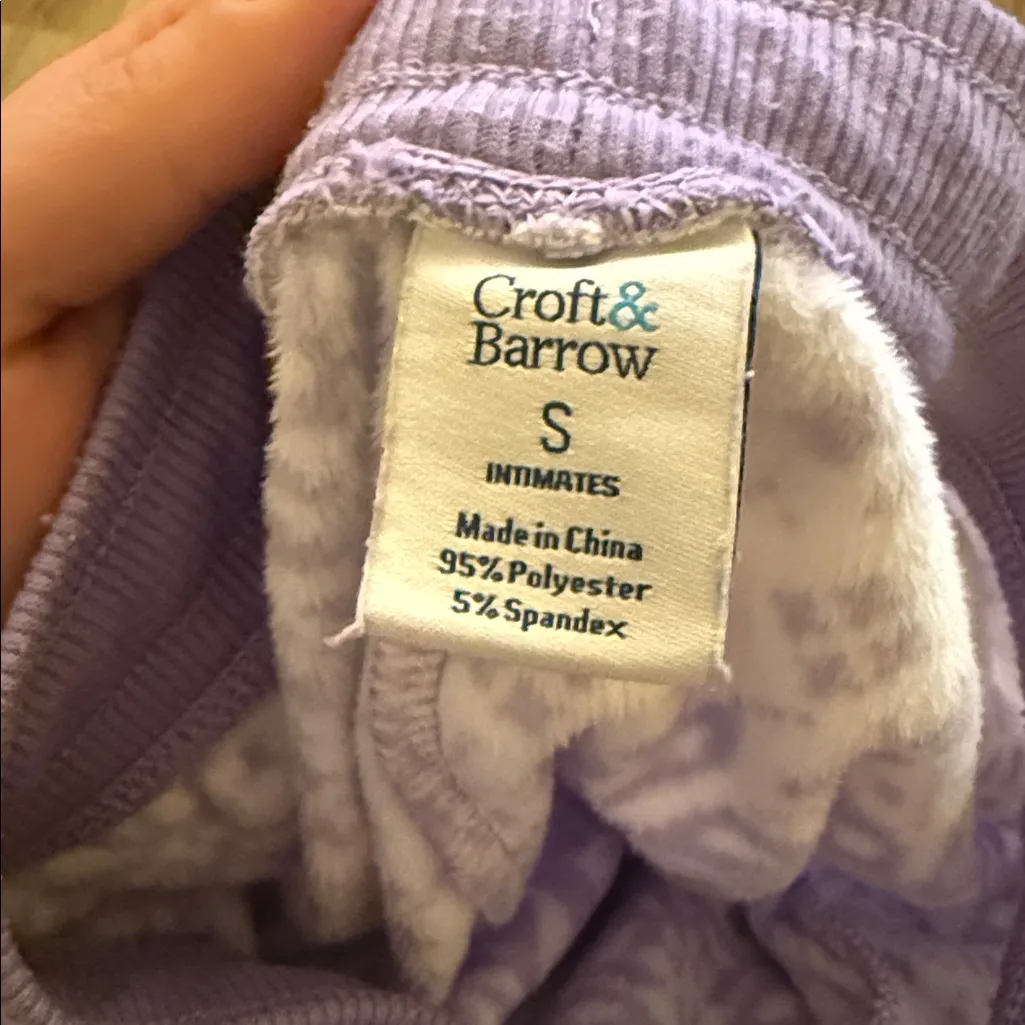 Croft&
Barrow
S
INTIMATES
Made in China
95% Polyester
5% Spandex